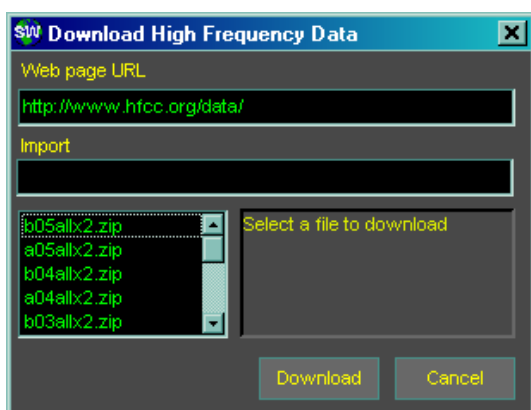 SW Download High Frequency Data
Web page URL
http://www.hfcc.org/data/
Import
b05allx2.zip
a05allx2.zip
b04allx2.zip
a04allx2.zip
b03allx2.zip
Select a file to download
Download
Cancel